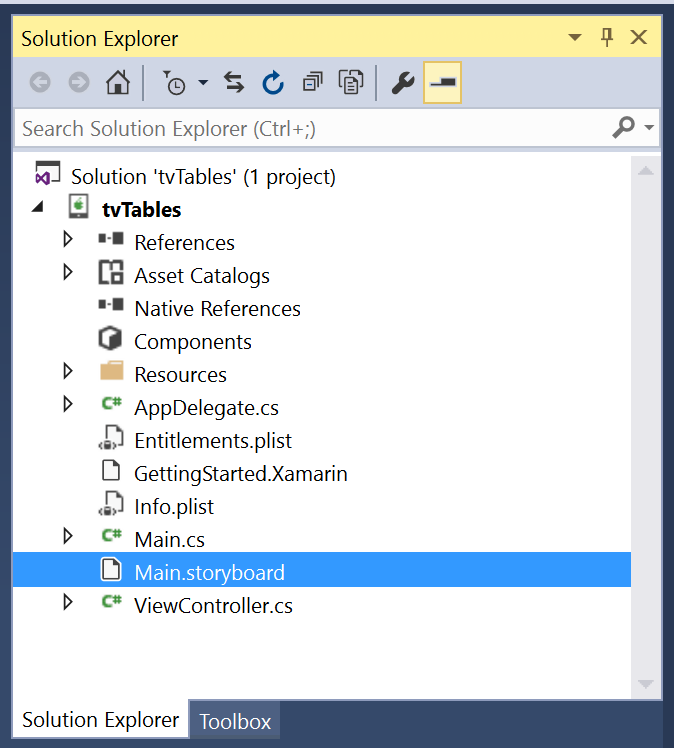 Solution Explorer
Search Solution Explorer (Ctrl+;)
Solution 'tvTables' (1 project)
tvTables
References
Asset Catalogs
Native References
Components
Resources
C# AppDelegate.cs
Entitlements.plist
GettingStarted.Xamarin
Info.plist
C# Main.cs
Main.storyboard
C# ViewController.cs
Solution Explorer Toolbox